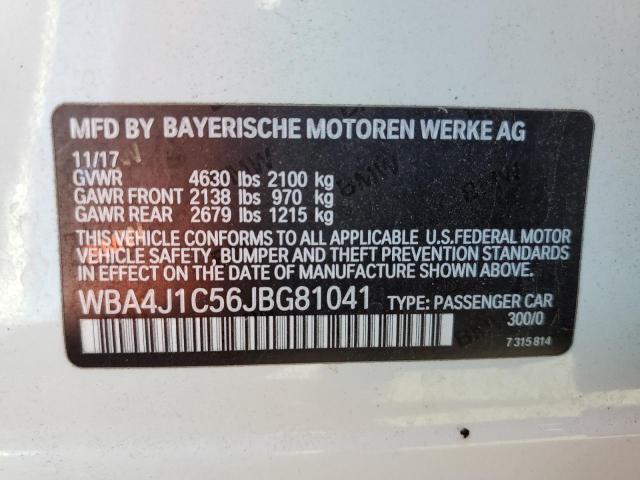 MFD BY BAYERISCHE MOTOREN WERKE AG
11/17
GVWR 4630 lbs 2100 kg
GAWR FRONT 2138 lbs 970 kg
GAWR REAR 2679 lbs 1215 kg
THIS VEHICLE CONFORMS TO ALL APPLICABLE U.S.FEDERAL MOTOR
VEHICLE SAFETY, BUMPER AND THEFT PREVENTION STANDARDS
IN EFFECT ON THE DATE OF MANUFACTURE SHOWN ABOVE.
WBA4J1C56JBG81041 TYPE: PASSENGER CAR
300/0
7 315 814